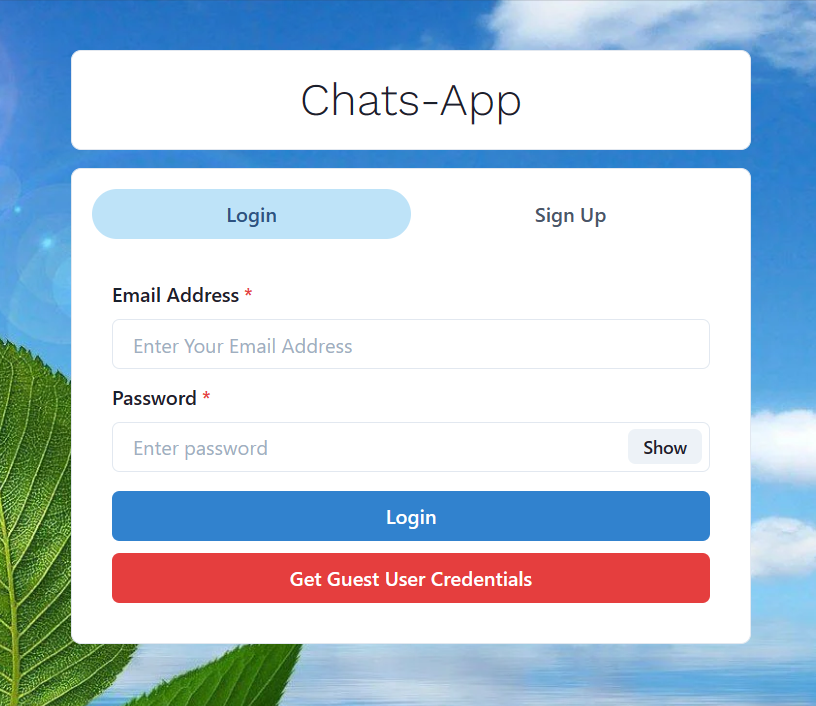 Chats-App
Login Sign Up
Email Address *
Enter Your Email Address
Password *
Enter password Show
Login
Get Guest User Credentials